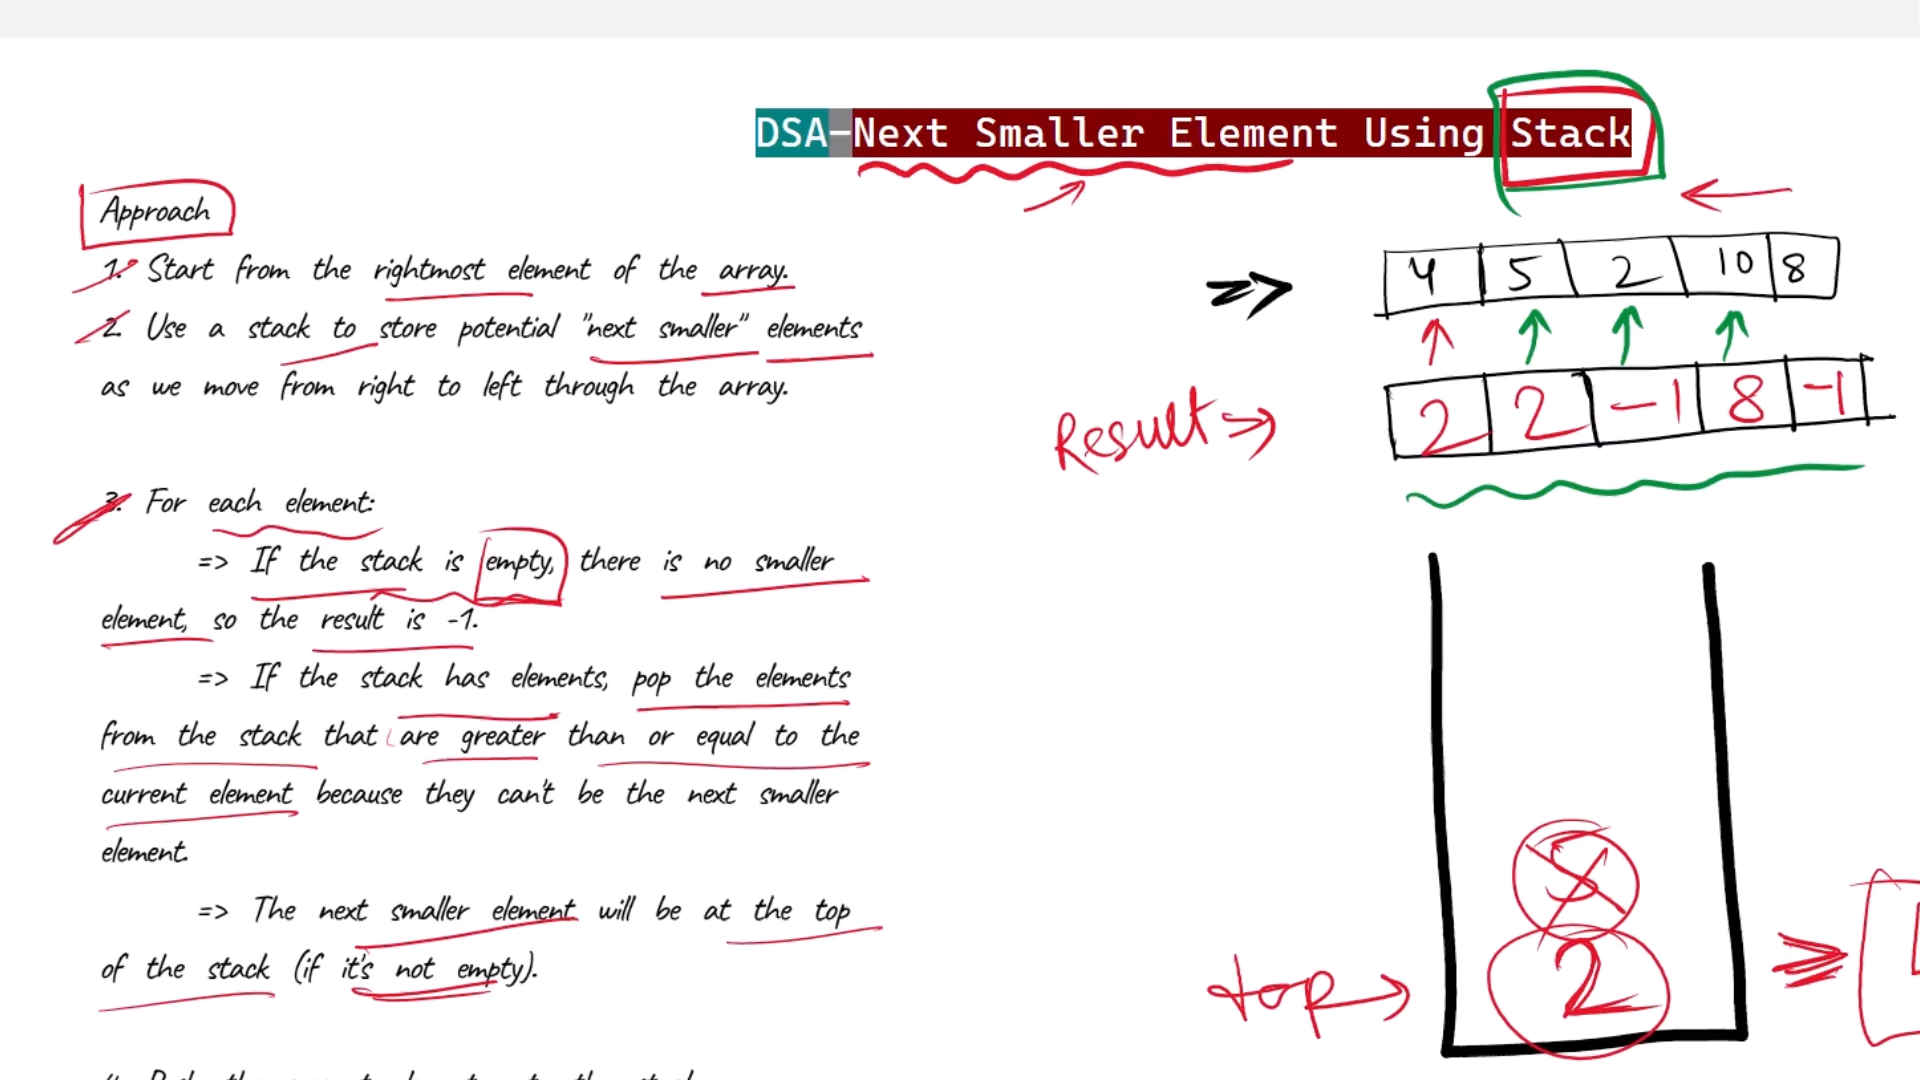 DSA-Next Smaller Element Using Stack
Approach
1. Start from the rightmost element of the array.
2. Use a stack to store potential "next smaller" elements
as we move from right to left through the array.
3. For each element:
=> If the stack is empty, there is no smaller
element, so the result is -1.
=> If the stack has elements, pop the elements
from the stack that are greater than or equal to the
current element because they can't be the next smaller
element.
=> The next smaller element will be at the top
of the stack (if it's not empty).
4 5 2 10 8
Result =>
2 2 -1 8 -1
5
2
top